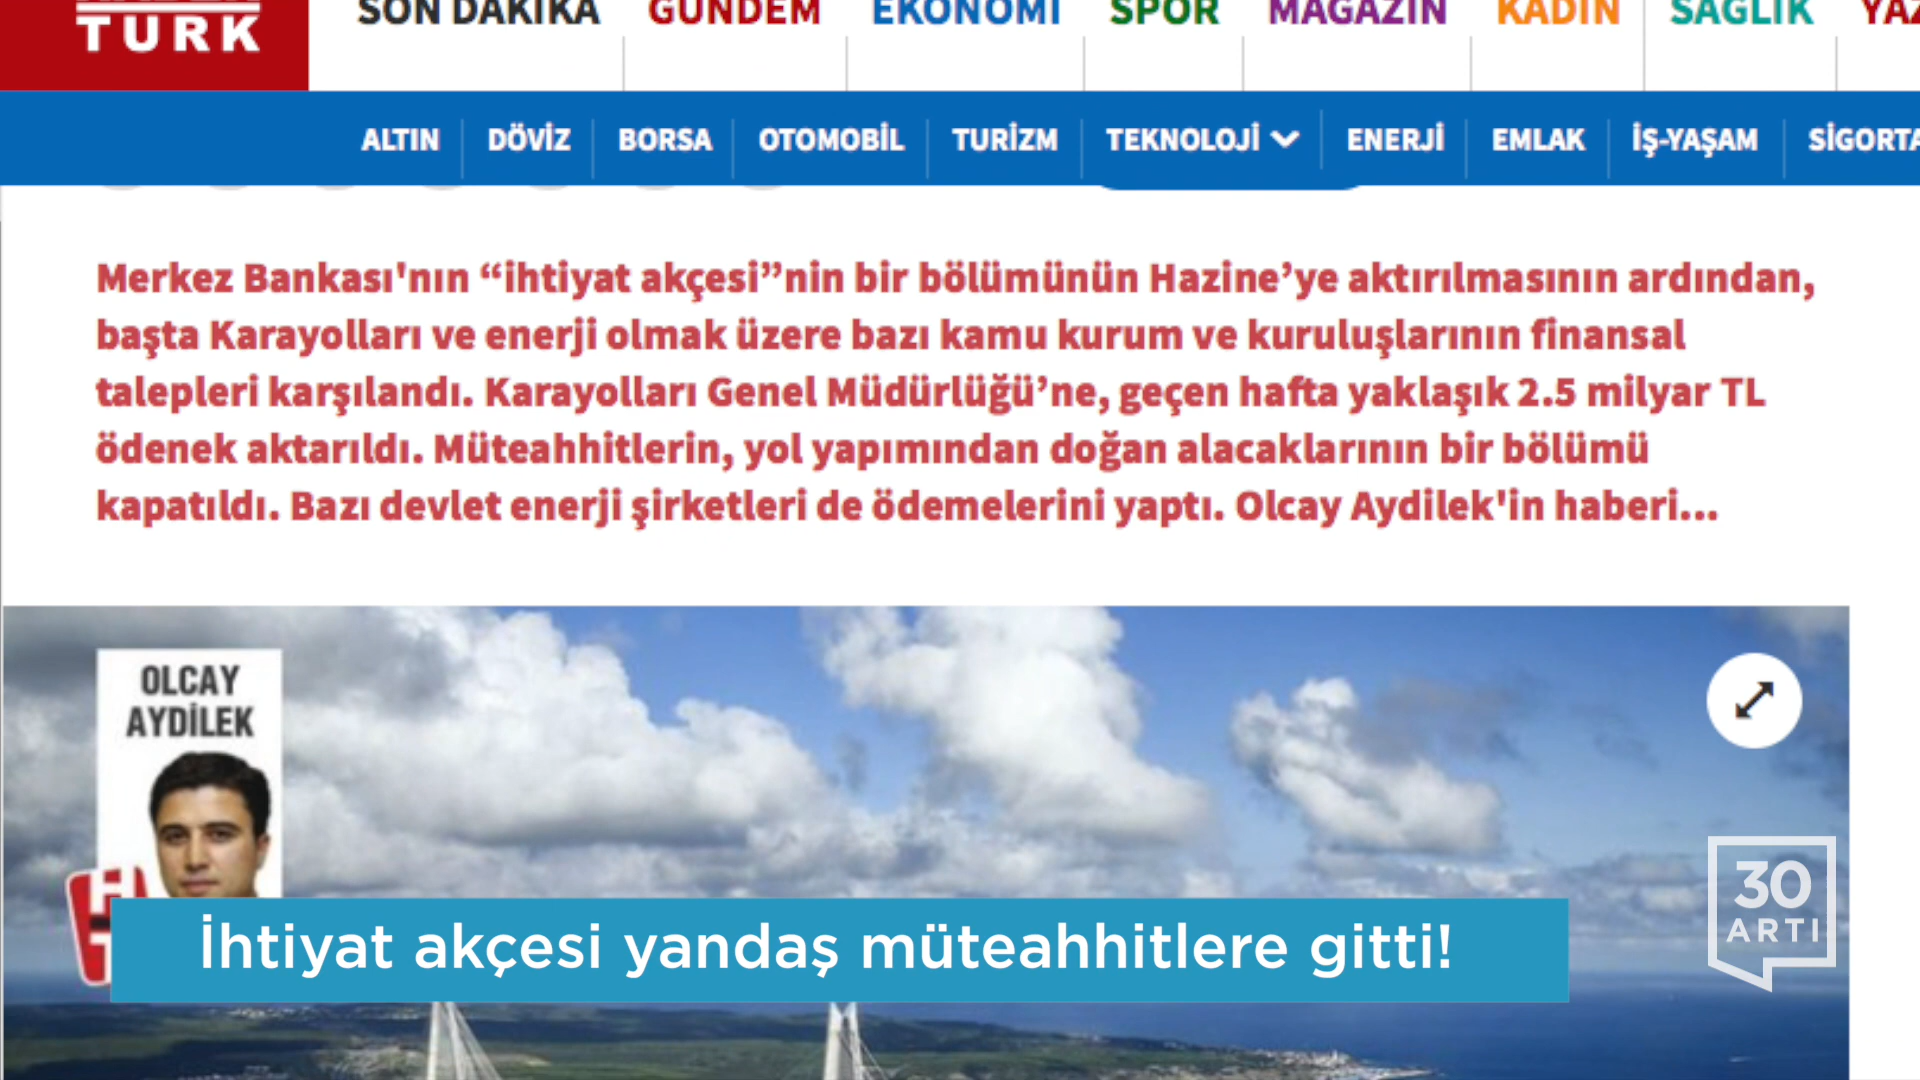 SON DAKİKA GÜNDEM EKONOMİ SPOR MAGAZİN KADIN SAĞLIK
TURK
ALTIN DÖVİZ BORSA OTOMOBİL TURİZM TEKNOLOJİ ENERJİ EMLAK İŞ-YAŞAM SİGORTA
Merkez Bankası'nın “ihtiyat akçesi”nin bir bölümünün Hazine’ye aktırılmasının ardından,
başta Karayolları ve enerji olmak üzere bazı kamu kurum ve kuruluşlarının finansal
talepleri karşılandı. Karayolları Genel Müdürlüğü’ne, geçen hafta yaklaşık 2.5 milyar TL
ödenek aktarıldı. Müteahhitlerin, yol yapımından doğan alacaklarının bir bölümü
kapatıldı. Bazı devlet enerji şirketleri de ödemelerini yaptı. Olcay Aydilek'in haberi...
OLCAY
AYDİLEK
30
ARTI
İhtiyat akçesi yandaş müteahhitlere gitti!